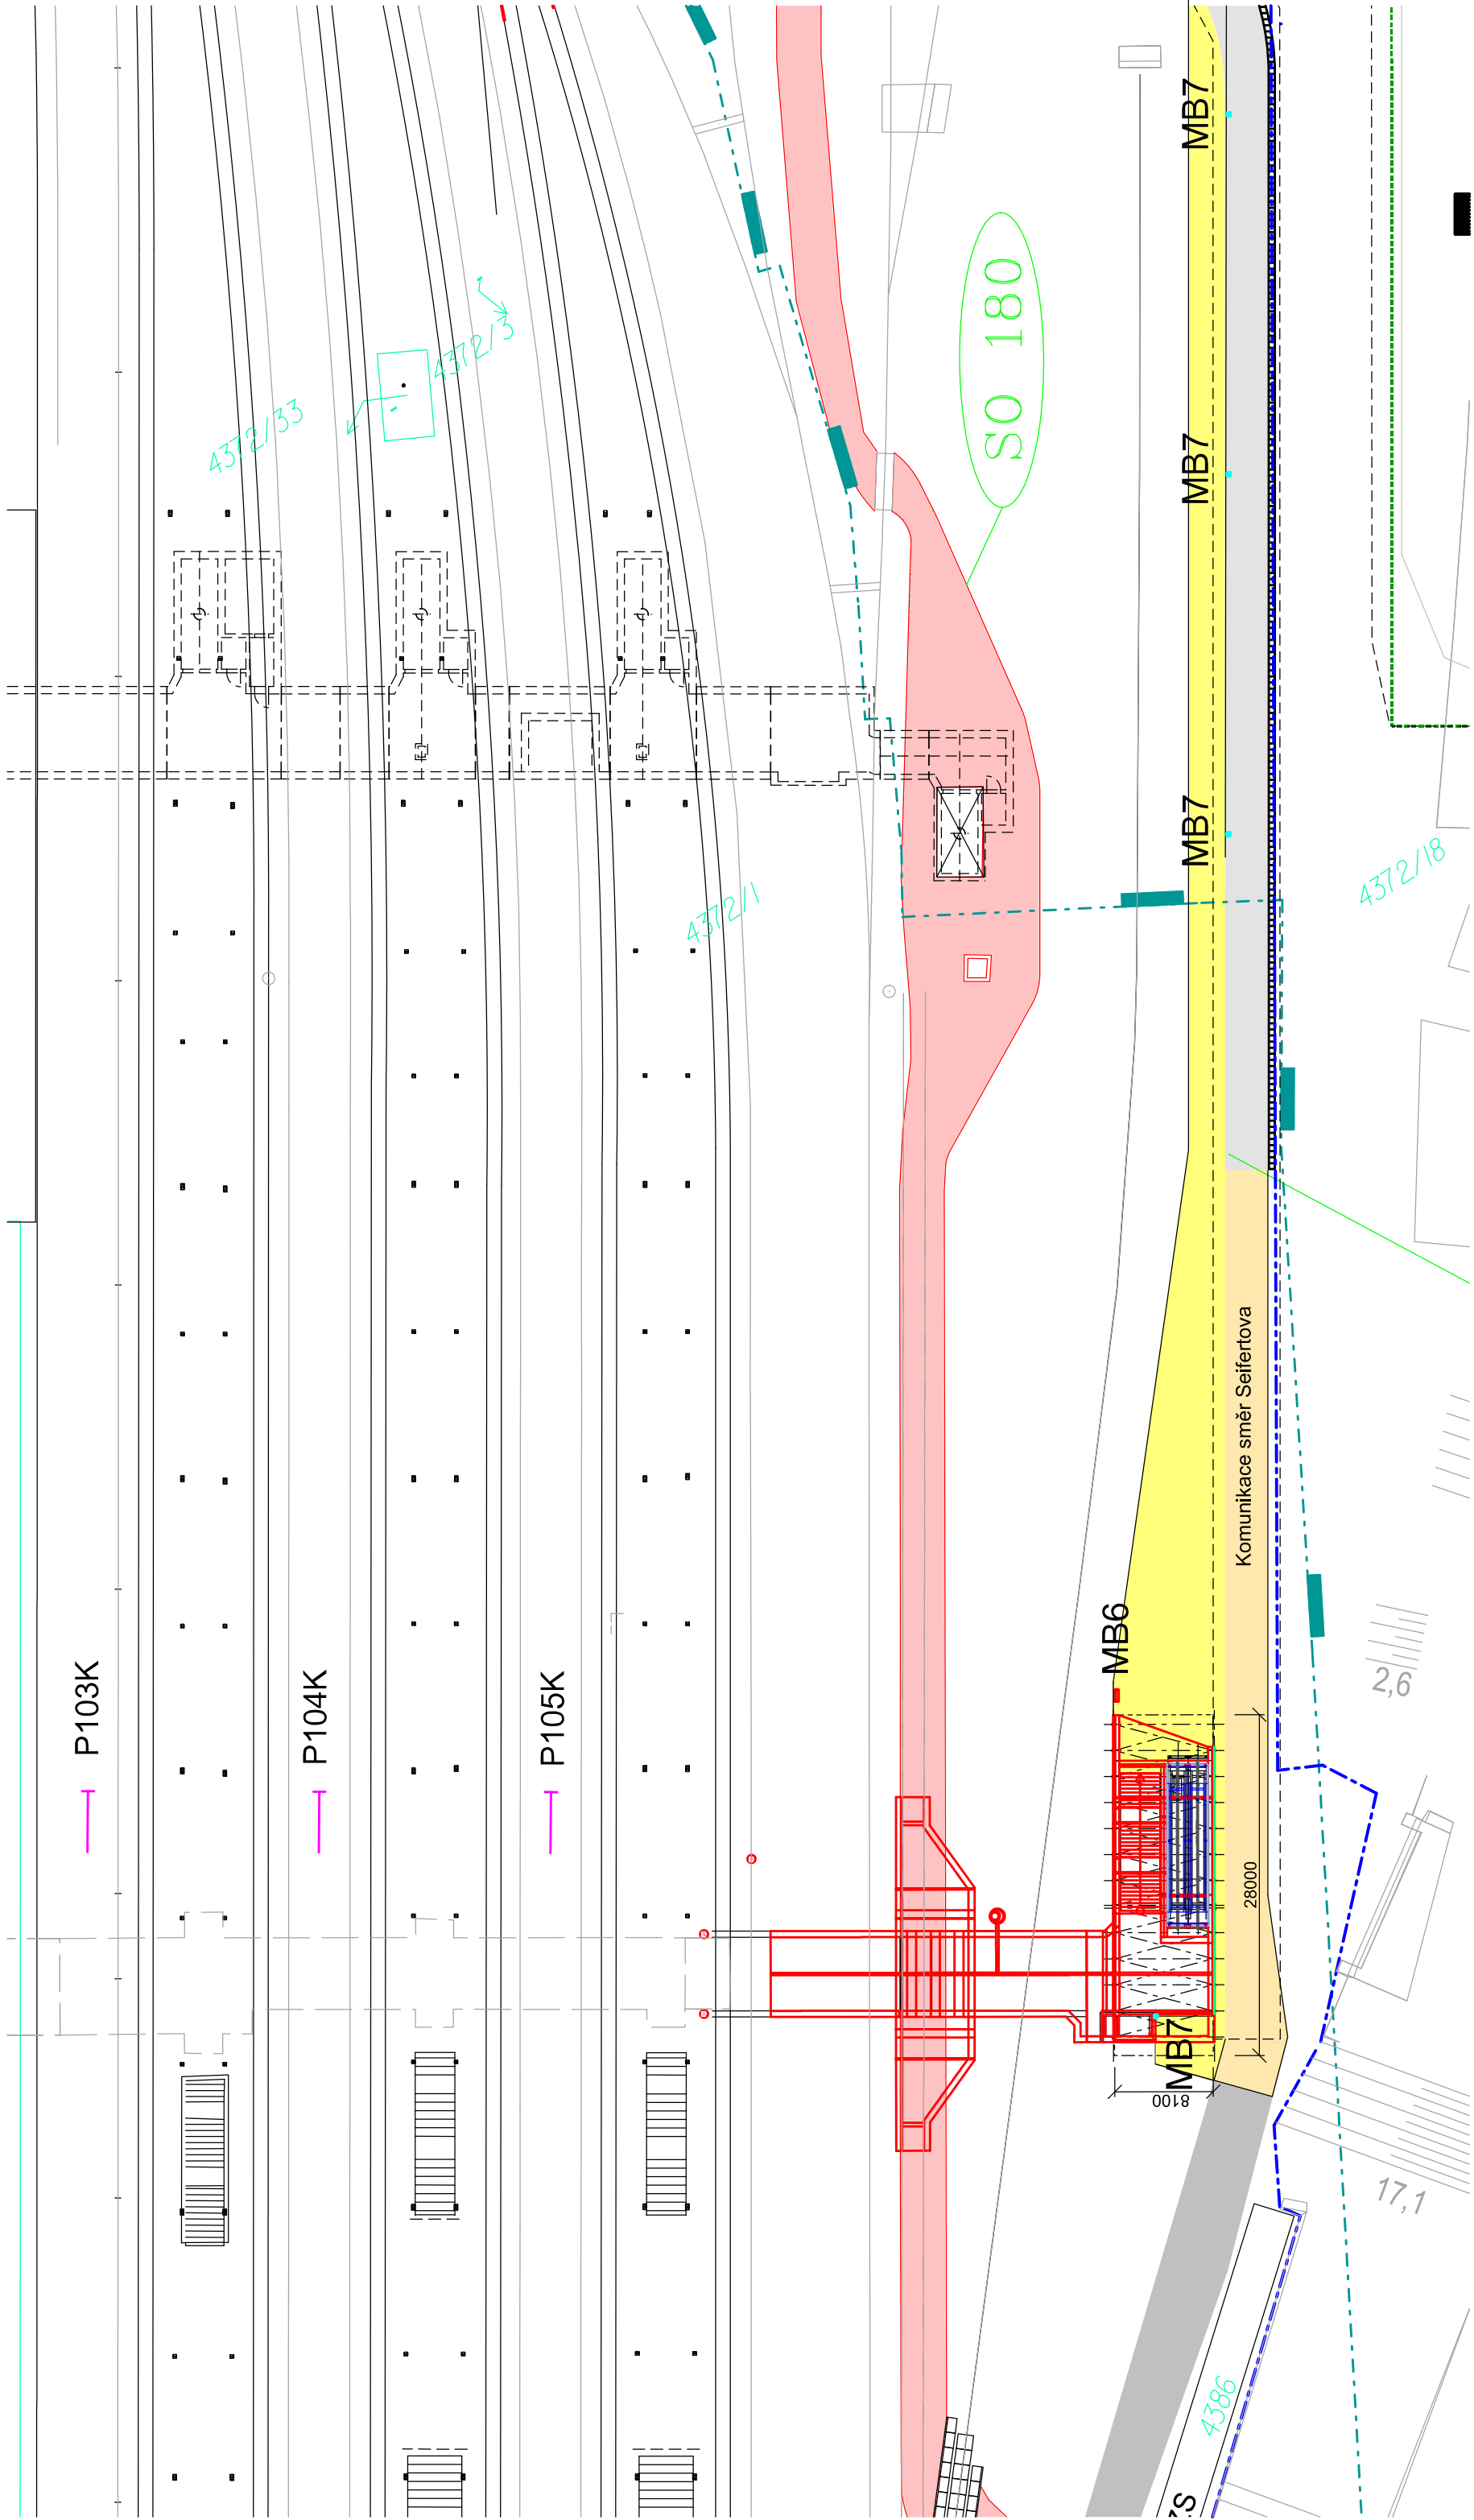 MB7
SO 180
4372/3
4372/33
MB7
MB7
4372/18
4372/1
Komunikace směr Seifertova
MB6
P103K
P104K
P105K
2,6
28000
MB7
8100
17,1
4386